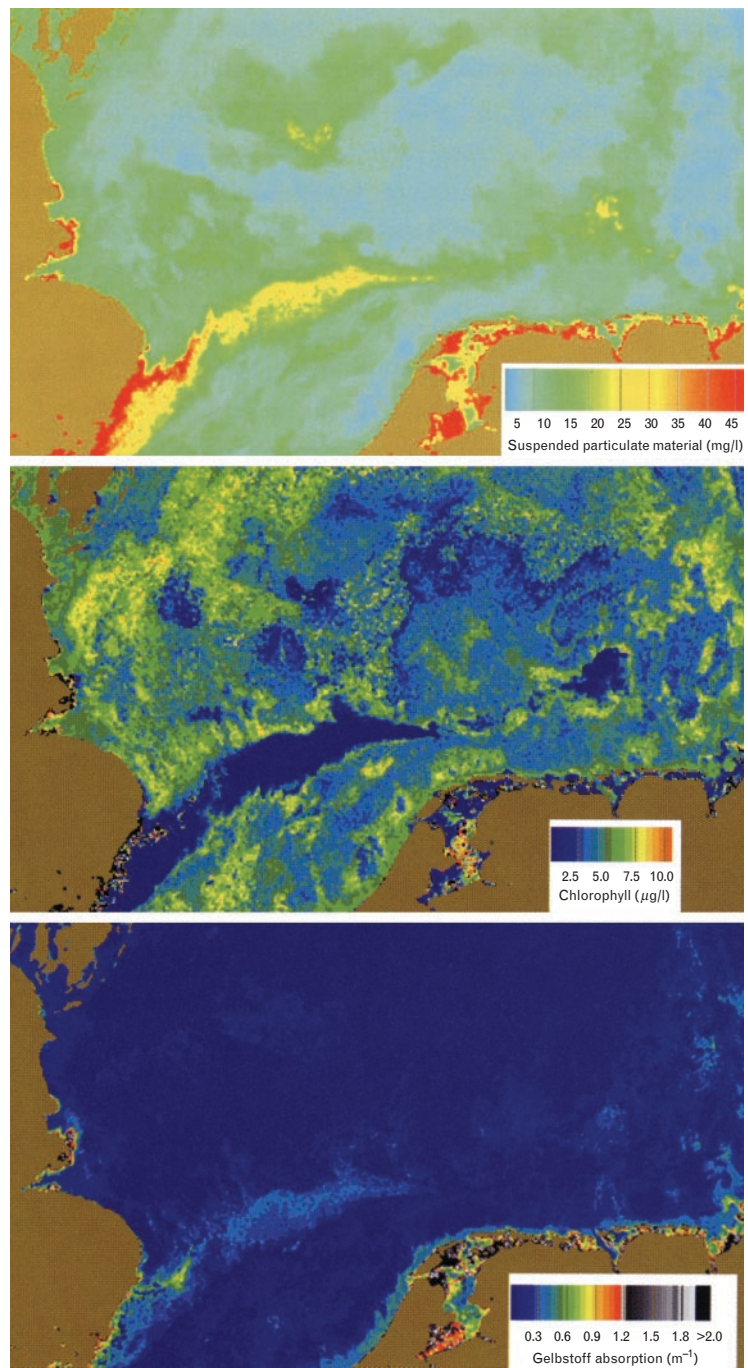 5 10 15 20 25 30 35 40 45
Suspended particulate material (mg/l)
2.5 5.0 7.5 10.0
Chlorophyll (µg/l)
0.3 0.6 0.9 1.2 1.5 1.8 >2.0
Gelbstoff absorption (m⁻¹)